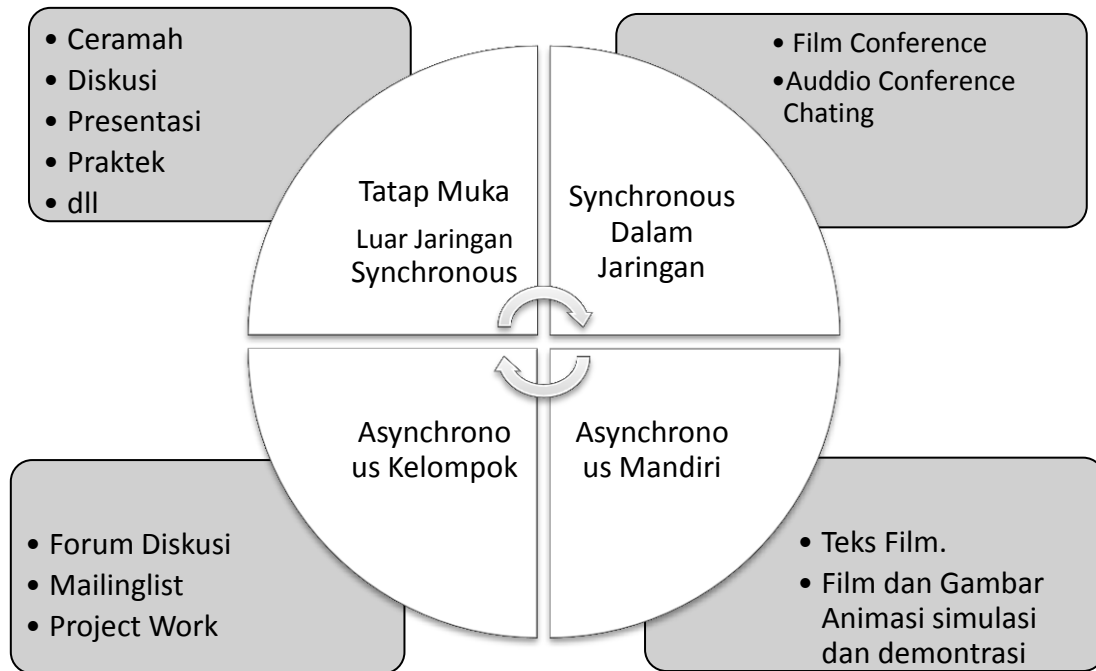 • Ceramah
• Diskusi
• Presentasi
• Praktek
• dll
• Film Conference
•Auddio Conference
Chating
Tatap Muka
Luar Jaringan
Synchronous
Synchronous
Dalam
Jaringan
Asynchrono
us Kelompok
Asynchrono
us Mandiri
• Forum Diskusi
• Mailinglist
• Project Work
• Teks Film.
• Film dan Gambar
Animasi simulasi
dan demontrasi